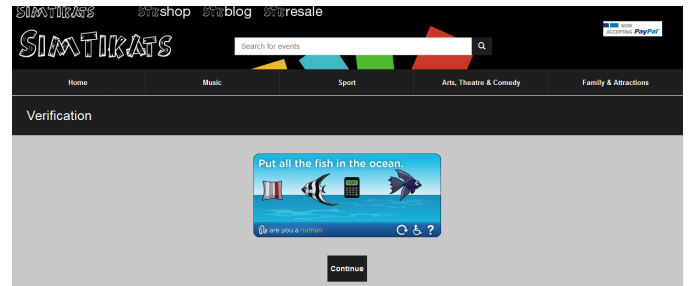 SIMTIKATS STKshop STKblog STKresale
NOW
ACCEPTING PayPal
SIMTIKATS
Search for events
Home Music Sport Arts, Theatre & Comedy Family & Attractions
Verification
Put all the fish in the ocean.
are you a human ?
Continue